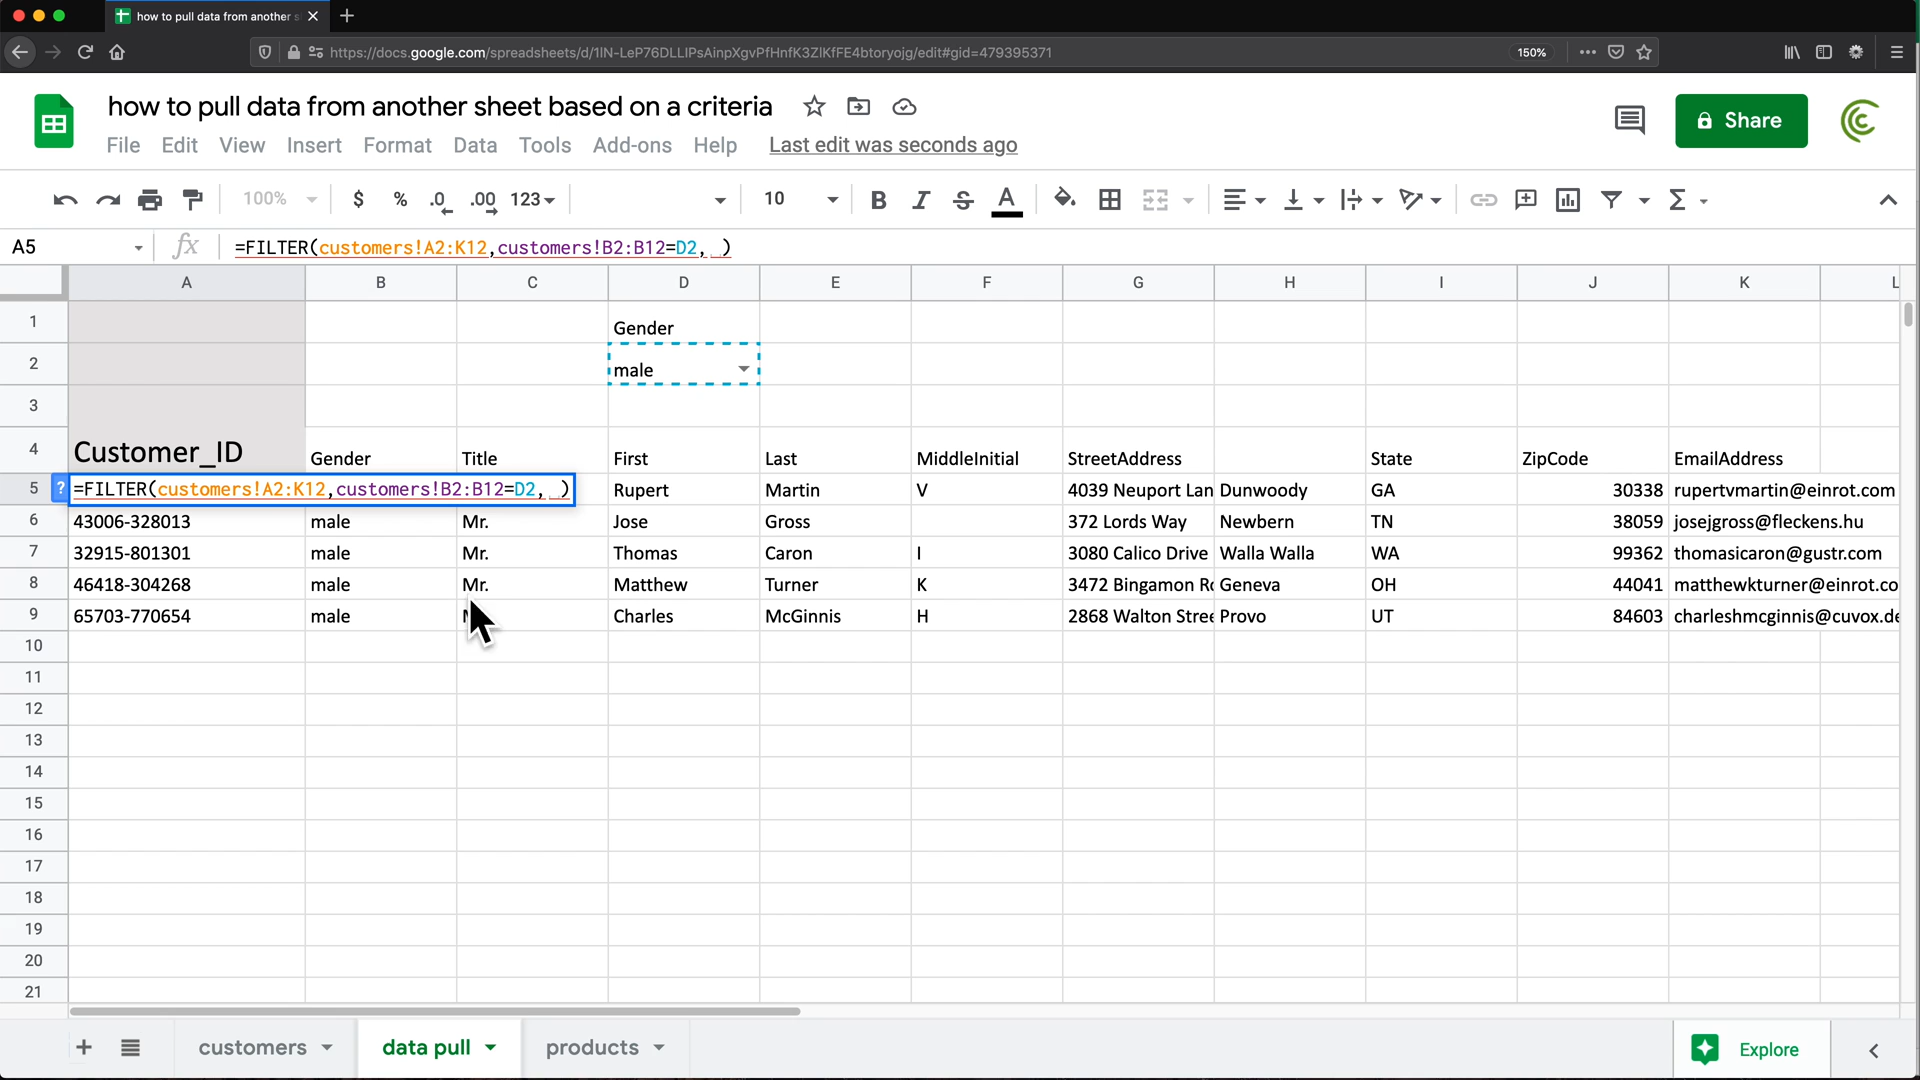 how to pull data from another s
https://docs.google.com/spreadsheets/d/1lN-LeP76DLLIPsAinpXgvPfHnfK3ZlKfFE4btoryojg/edit#gid=479395371
150%
how to pull data from another sheet based on a criteria
Share
File Edit View Insert Format Data Tools Add-ons Help Last edit was seconds ago
100% $ % .0 .00 123 10 B I S A
A5 fx =FILTER(customers!A2:K12,customers!B2:B12=D2, )
A B C D E F G H I J K L
1 Gender
2 male
3
4 Customer_ID Gender Title First Last MiddleInitial StreetAddress State ZipCode EmailAddress
5 ? =FILTER(customers!A2:K12,customers!B2:B12=D2, ) Rupert Martin V 4039 Neuport Lan Dunwoody GA 30338 rupertvmartin@einrot.com
6 43006-328013 male Mr. Jose Gross 372 Lords Way Newbern TN 38059 josejgross@fleckens.hu
7 32915-801301 male Mr. Thomas Caron I 3080 Calico Drive Walla Walla WA 99362 thomasicaron@gustr.com
8 46418-304268 male Mr. Matthew Turner K 3472 Bingamon Ro Geneva OH 44041 matthewkturner@einrot.co
9 65703-770654 male Charles McGinnis H 2868 Walton Stree Provo UT 84603 charleshmcginnis@cuvox.de
10
11
12
13
14
15
16
17
18
19
20
21
customers data pull products Explore